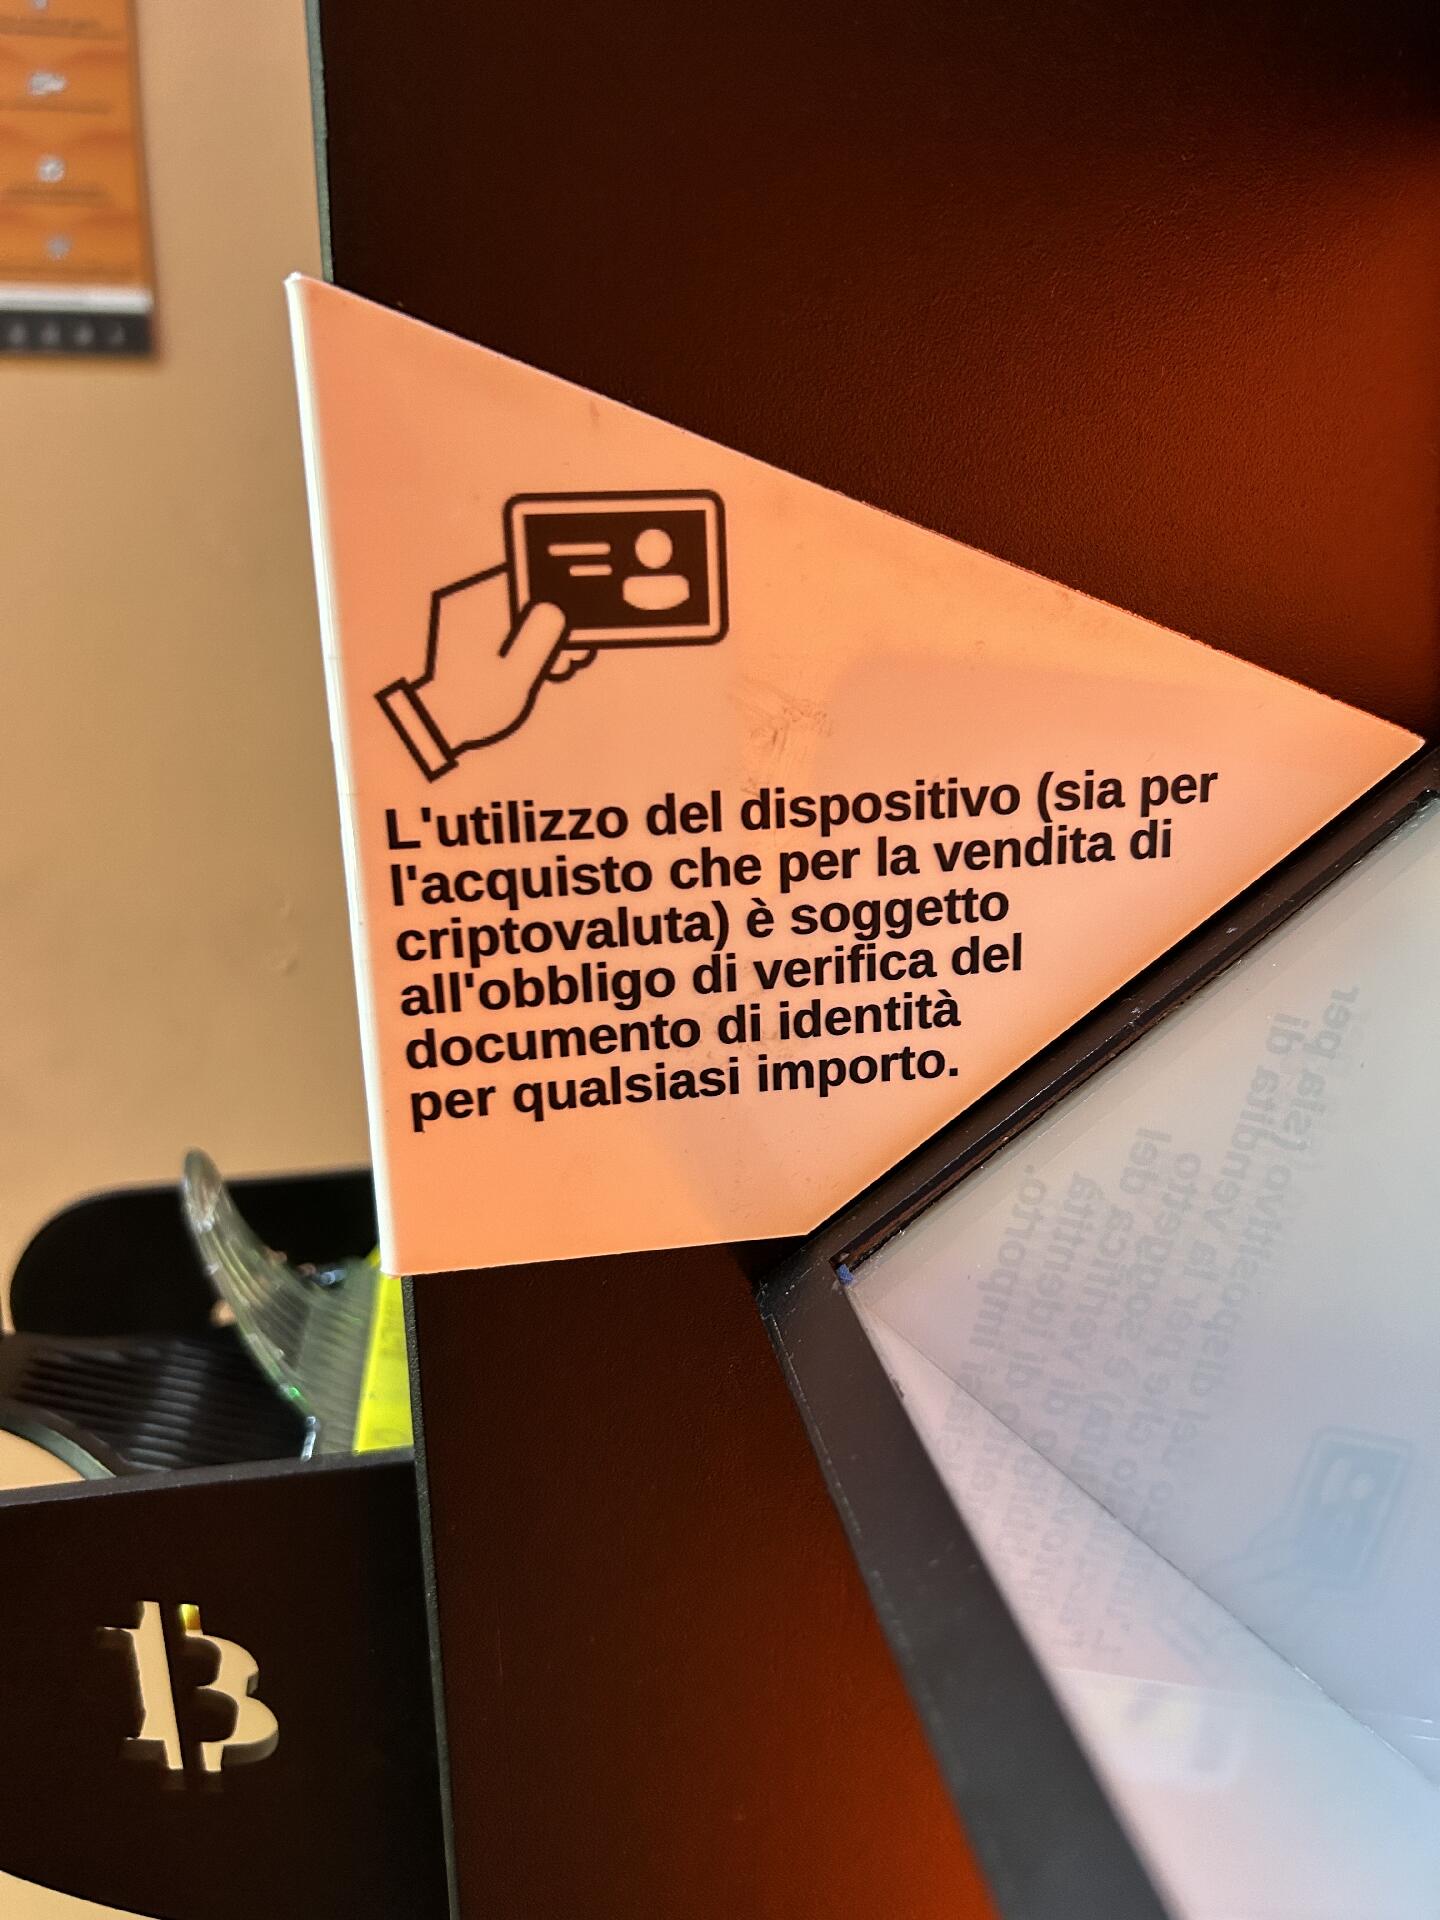 L'utilizzo del dispositivo (sia per
l'acquisto che per la vendita di
criptovaluta) è soggetto
all'obbligo di verifica del
documento di identità
per qualsiasi importo.